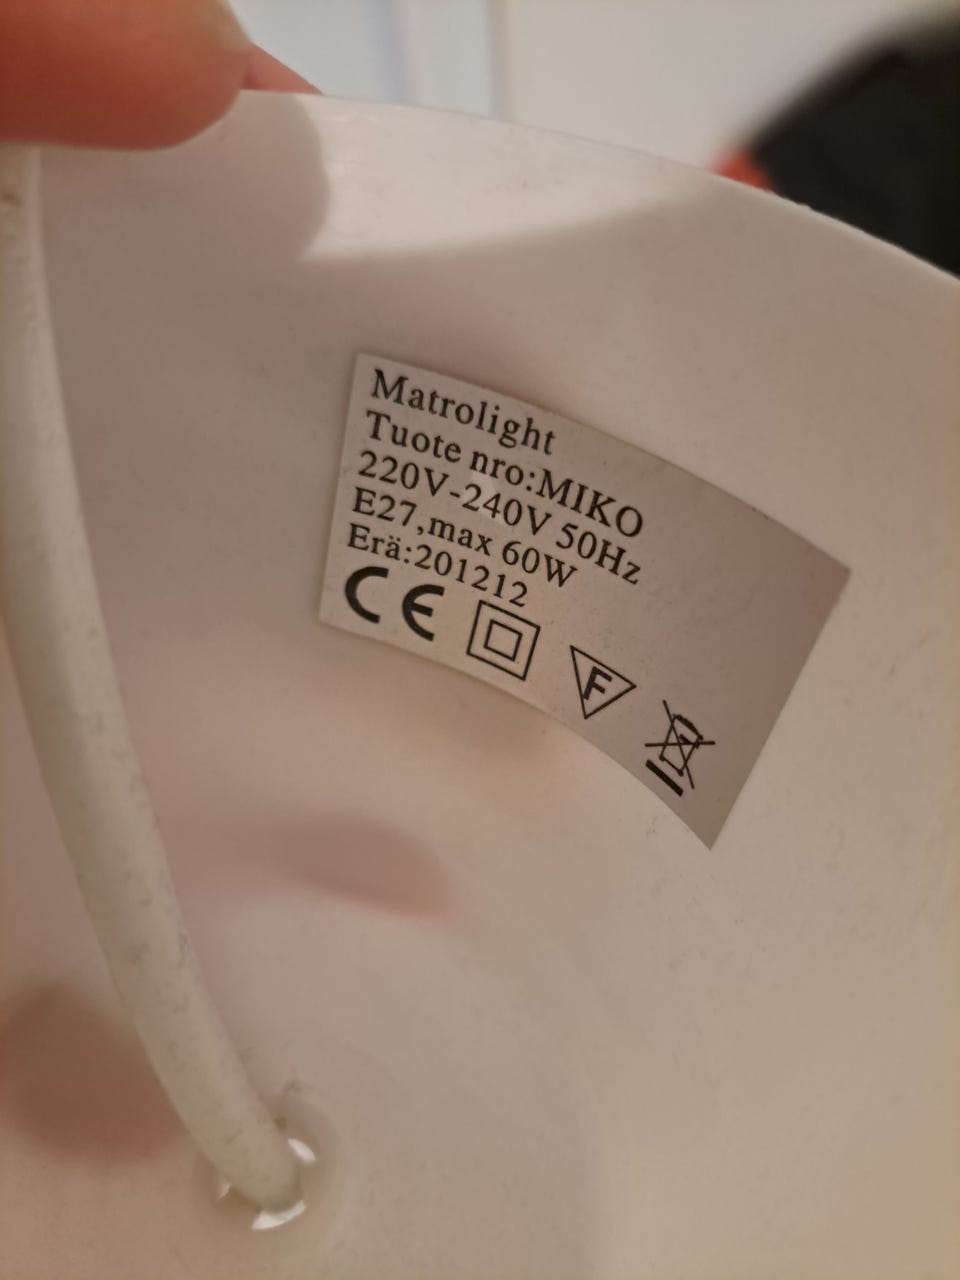 Matrolight
Tuote nro:MIKO
220V-240V 50Hz
E27,max 60W
Erä:201212
CE
F